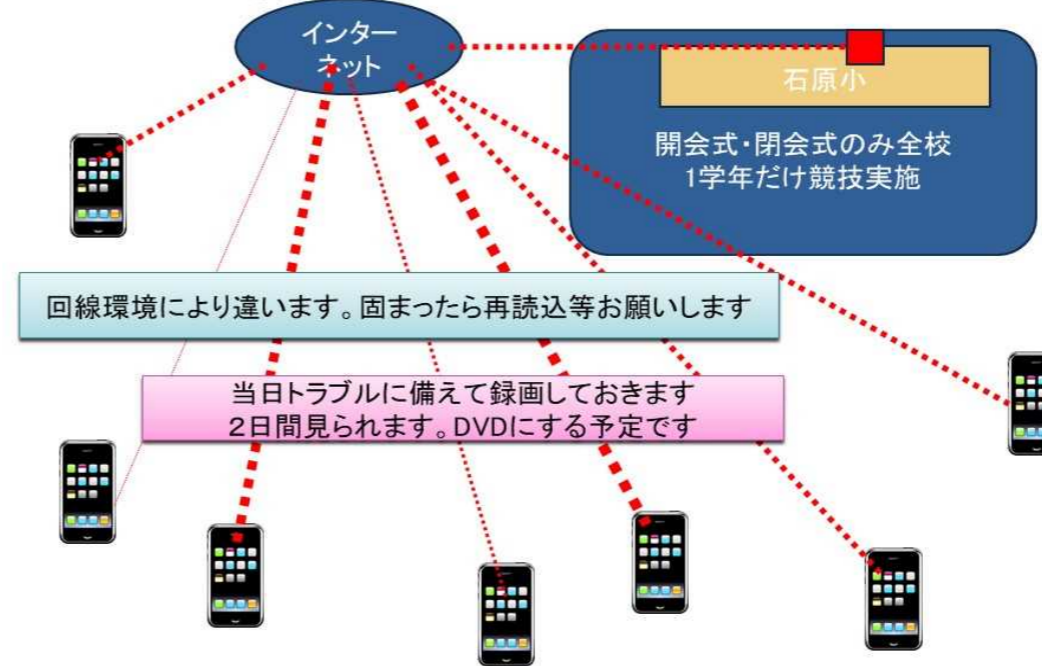 インター
ネット
石原小
開会式・閉会式のみ全校
1学年だけ競技実施
回線環境により違います。固まったら再読込等お願いします
当日トラブルに備えて録画しておきます
２日間見られます。DVDにする予定です